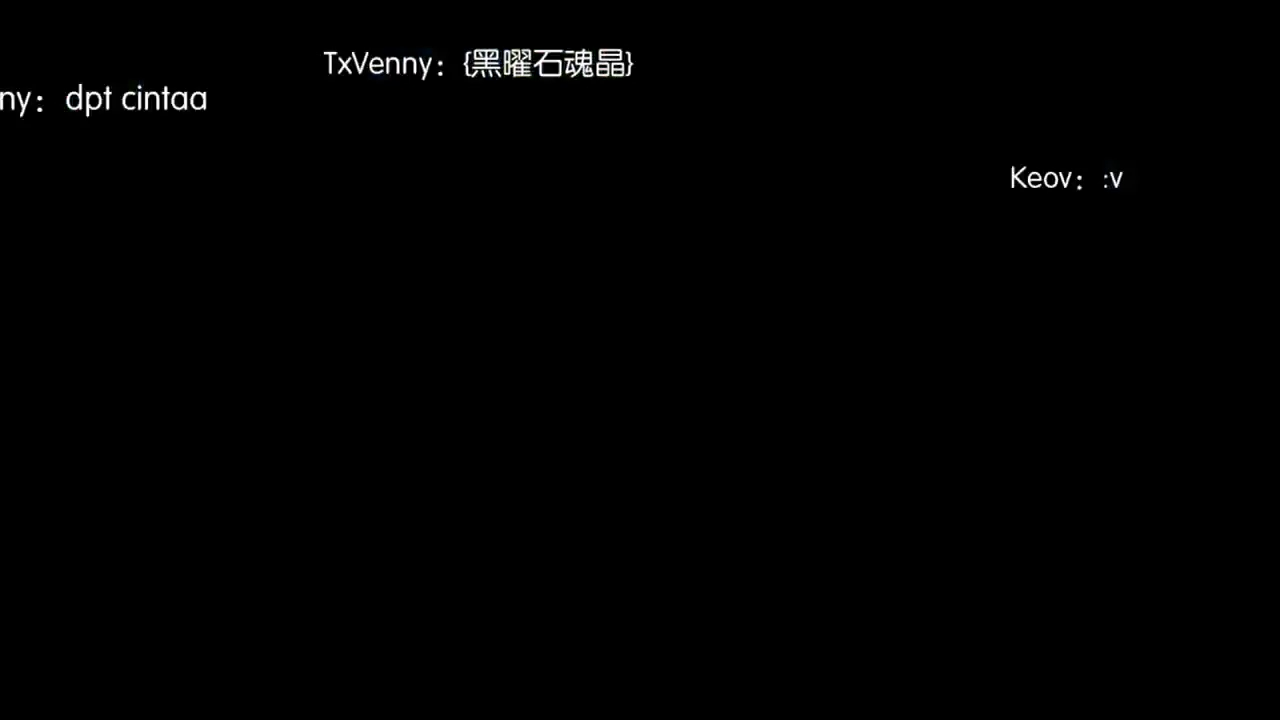 TxVenny：{黑曜石魂晶}
ny：dpt cintaa
Keov：:v